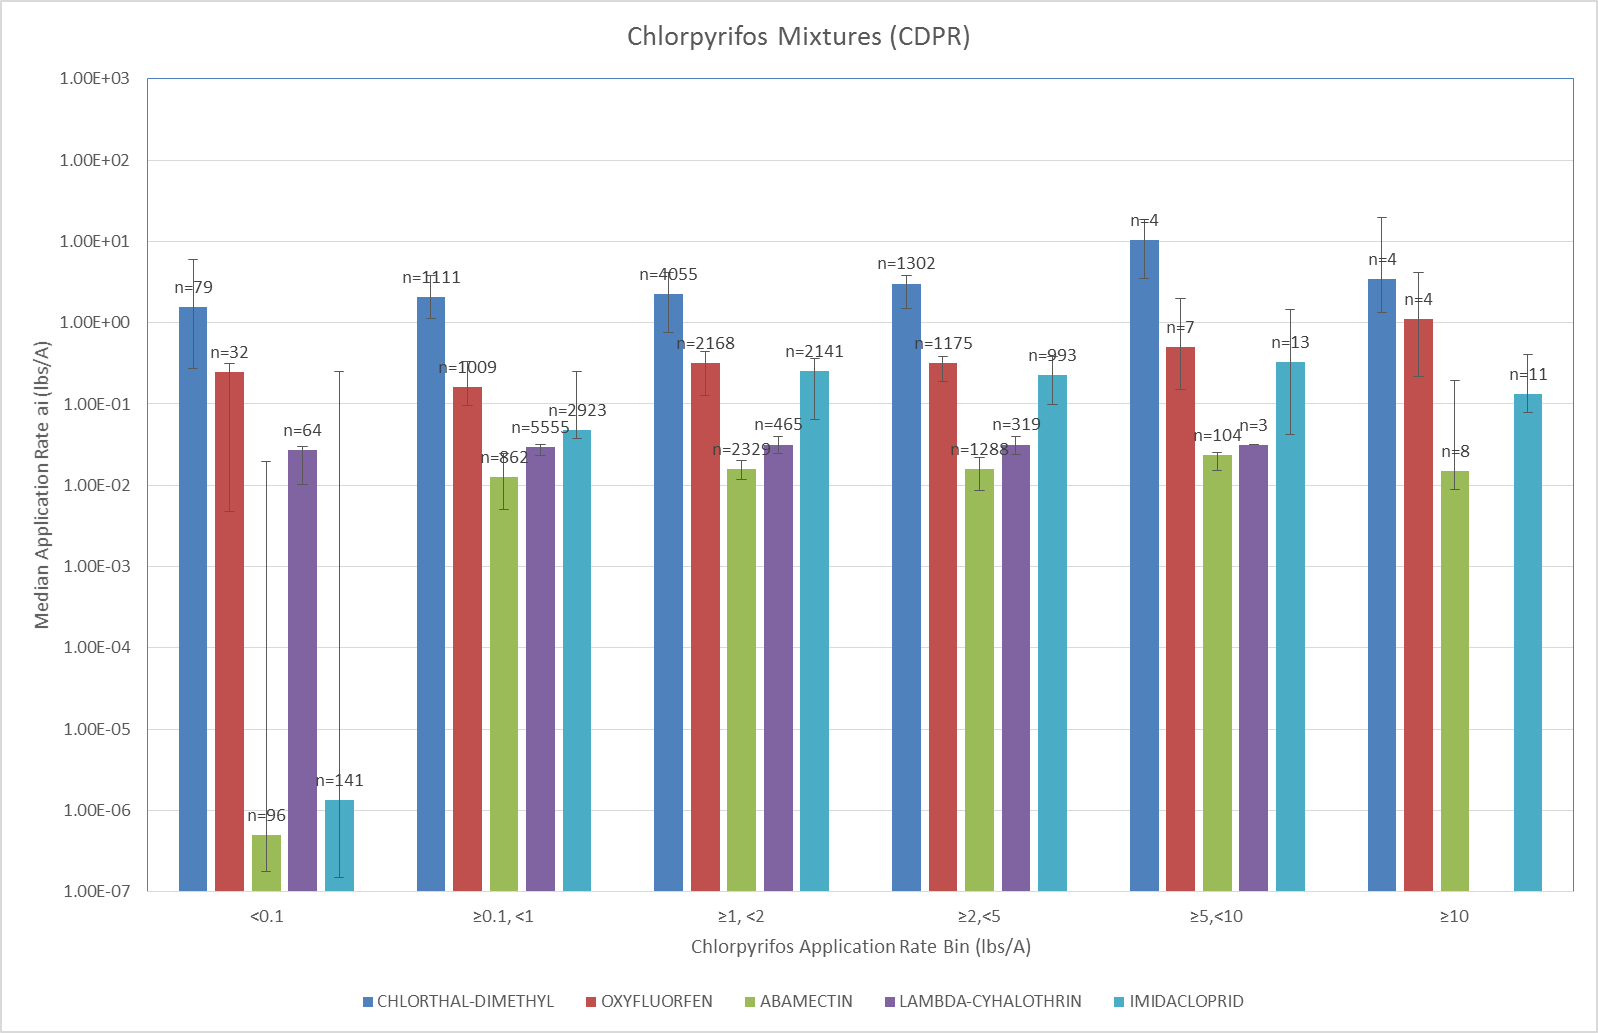 Chlorpyrifos Mixtures (CDPR)
Median Application Rate ai (lbs/A)
1.00E+03
1.00E+02
1.00E+01
1.00E+00
1.00E-01
1.00E-02
1.00E-03
1.00E-04
1.00E-05
1.00E-06
1.00E-07
n=79
n=32
n=96
n=64
n=141
n=1111
n=1009
n=862
n=5555
n=2923
n=4055
n=2168
n=2329
n=465
n=2141
n=1302
n=1175
n=1288
n=319
n=993
n=4
n=7
n=104
n=3
n=13
n=4
n=4
n=8
n=11
<0.1
≥0.1, <1
≥1, <2
≥2,<5
≥5,<10
≥10
Chlorpyrifos Application Rate Bin (lbs/A)
CHLORTHAL-DIMETHYL
OXYFLUORFEN
ABAMECTIN
LAMBDA-CYHALOTHRIN
IMIDACLOPRID